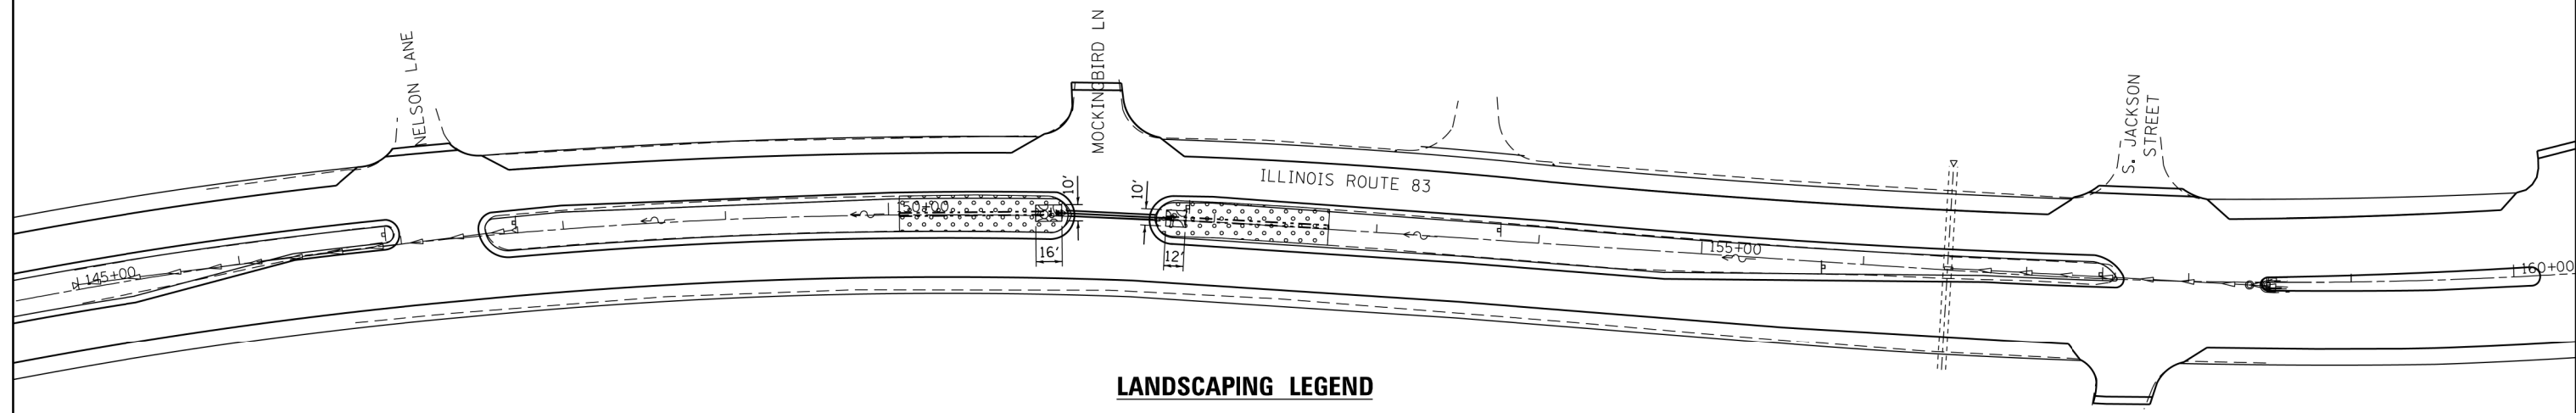 NELSON LANE
MOCKINGBIRD LN
S. JACKSON
STREET
ILLINOIS ROUTE 83
10'
10'
150+00
155+00
16'
12'
145+00
160+00
LANDSCAPING LEGEND